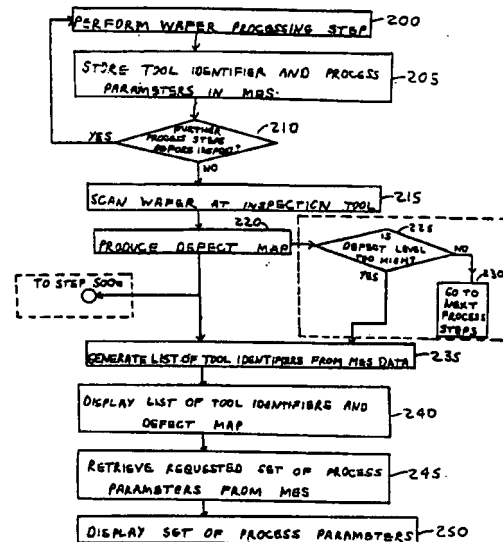 PERFORM WAFER PROCESSING STEP
200
STORE TOOL IDENTIFIER AND PROCESS
PARAMETERS IN MES.
205
FURTHER
PROCESS STEPS
BEFORE INSPECT?
210
YES
NO
SCAN WAFER AT INSPECTION TOOL
215
220
PRODUCE DEFECT MAP
225
IS
DEFECT LEVEL
TOO HIGH?
NO
YES
230
GO TO
NEXT
PROCESS
STEPS
TO STEP 500a
GENERATE LIST OF TOOL IDENTIFIERS FROM MES DATA
235
DISPLAY LIST OF TOOL IDENTIFIERS AND
DEFECT MAP
240
RETRIEVE REQUESTED SET OF PROCESS
PARAMETERS FROM MES
245
DISPLAY SET OF PROCESS PARAMETERS
250